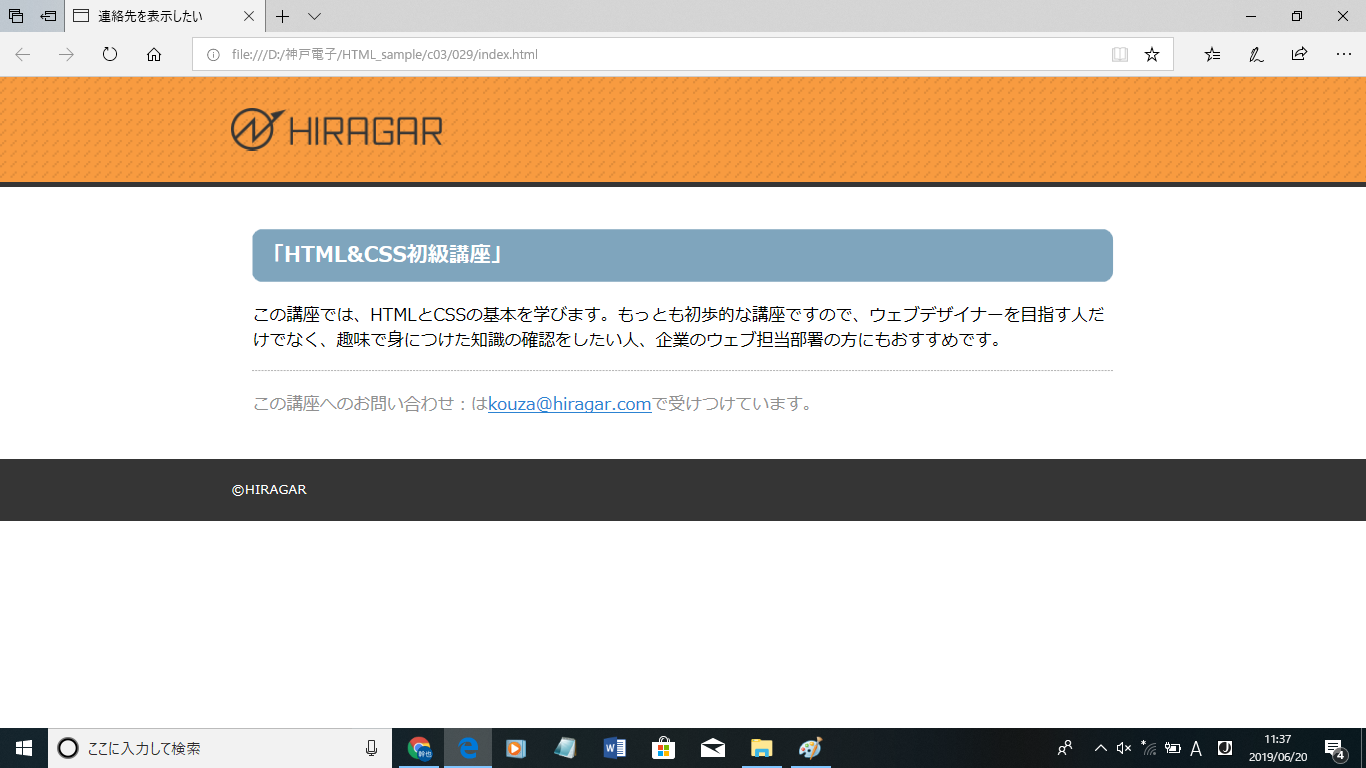 連絡先を表示したい
file:///D:/神戸電子/HTML_sample/c03/029/index.html
HIRAGAR
「HTML&CSS初級講座」
この講座では、HTMLとCSSの基本を学びます。もっとも初歩的な講座ですので、ウェブデザイナーを目指す人だ
けでなく、趣味で身につけた知識の確認をしたい人、企業のウェブ担当部署の方にもおすすめです。
この講座へのお問い合わせ：はkouza@hiragar.comで受けつけています。
©HIRAGAR
ここに入力して検索
A
11:37
2019/06/20
4